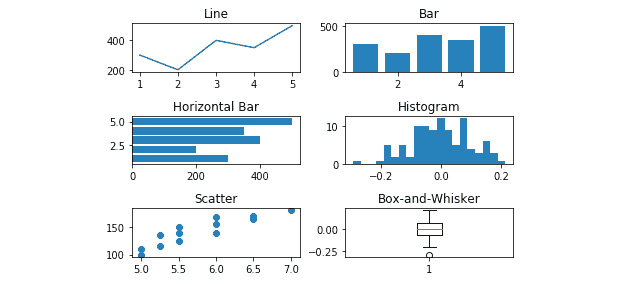 Line
400
200
1 2 3 4 5
Bar
500
0
2 4
Horizontal Bar
5.0
2.5
0 200 400
Histogram
10
0
−0.2 0.0 0.2
Scatter
150
100
5.0 5.5 6.0 6.5 7.0
Box-and-Whisker
0.00
−0.25
1